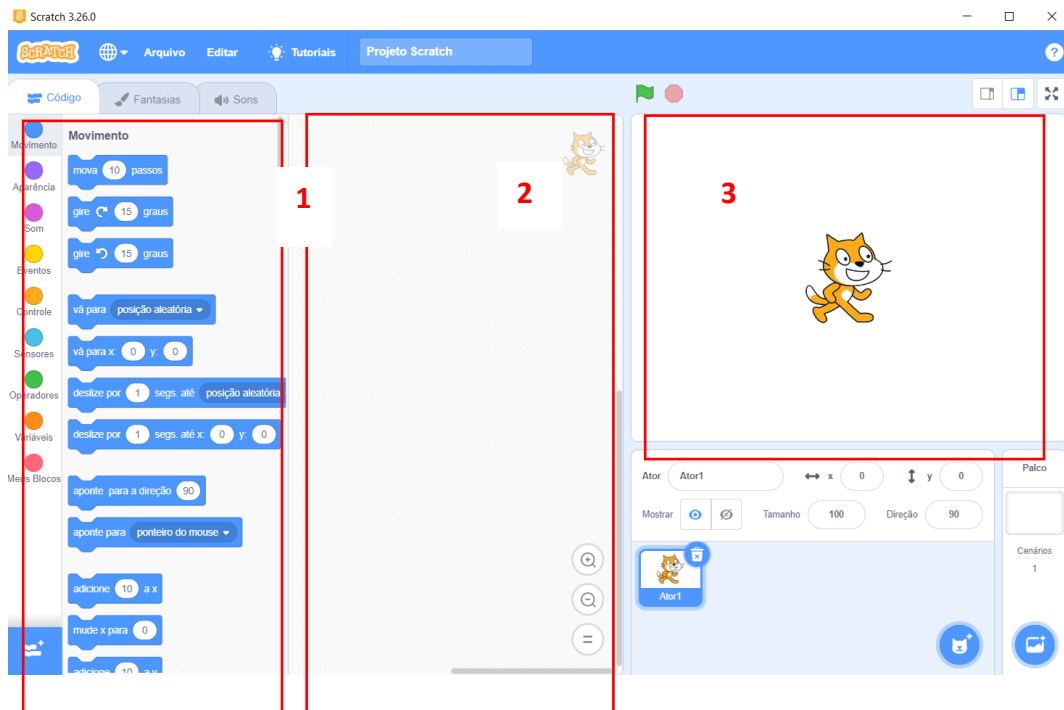 Scratch 3.26.0
SCRATCH Arquivo Editar Tutoriais Projeto Scratch ?
Código Fantasias Sons
Movimento
Aparência
Som
Eventos
Controle
Sensores
Operadores
Variáveis
Meus Blocos
Movimento
mova 10 passos
gire 15 graus
gire 15 graus
vá para posição aleatória
vá para x: 0 y: 0
deslize por 1 segs. até posição aleatória
deslize por 1 segs. até x: 0 y: 0
aponte para a direção 90
aponte para ponteiro do mouse
adicione 10 a x
mude x para 0
adicione 10 a y
1
2
3
Ator Ator1 x 0 y 0
Mostrar Tamanho 100 Direção 90
Ator1
Palco
Cenários
1